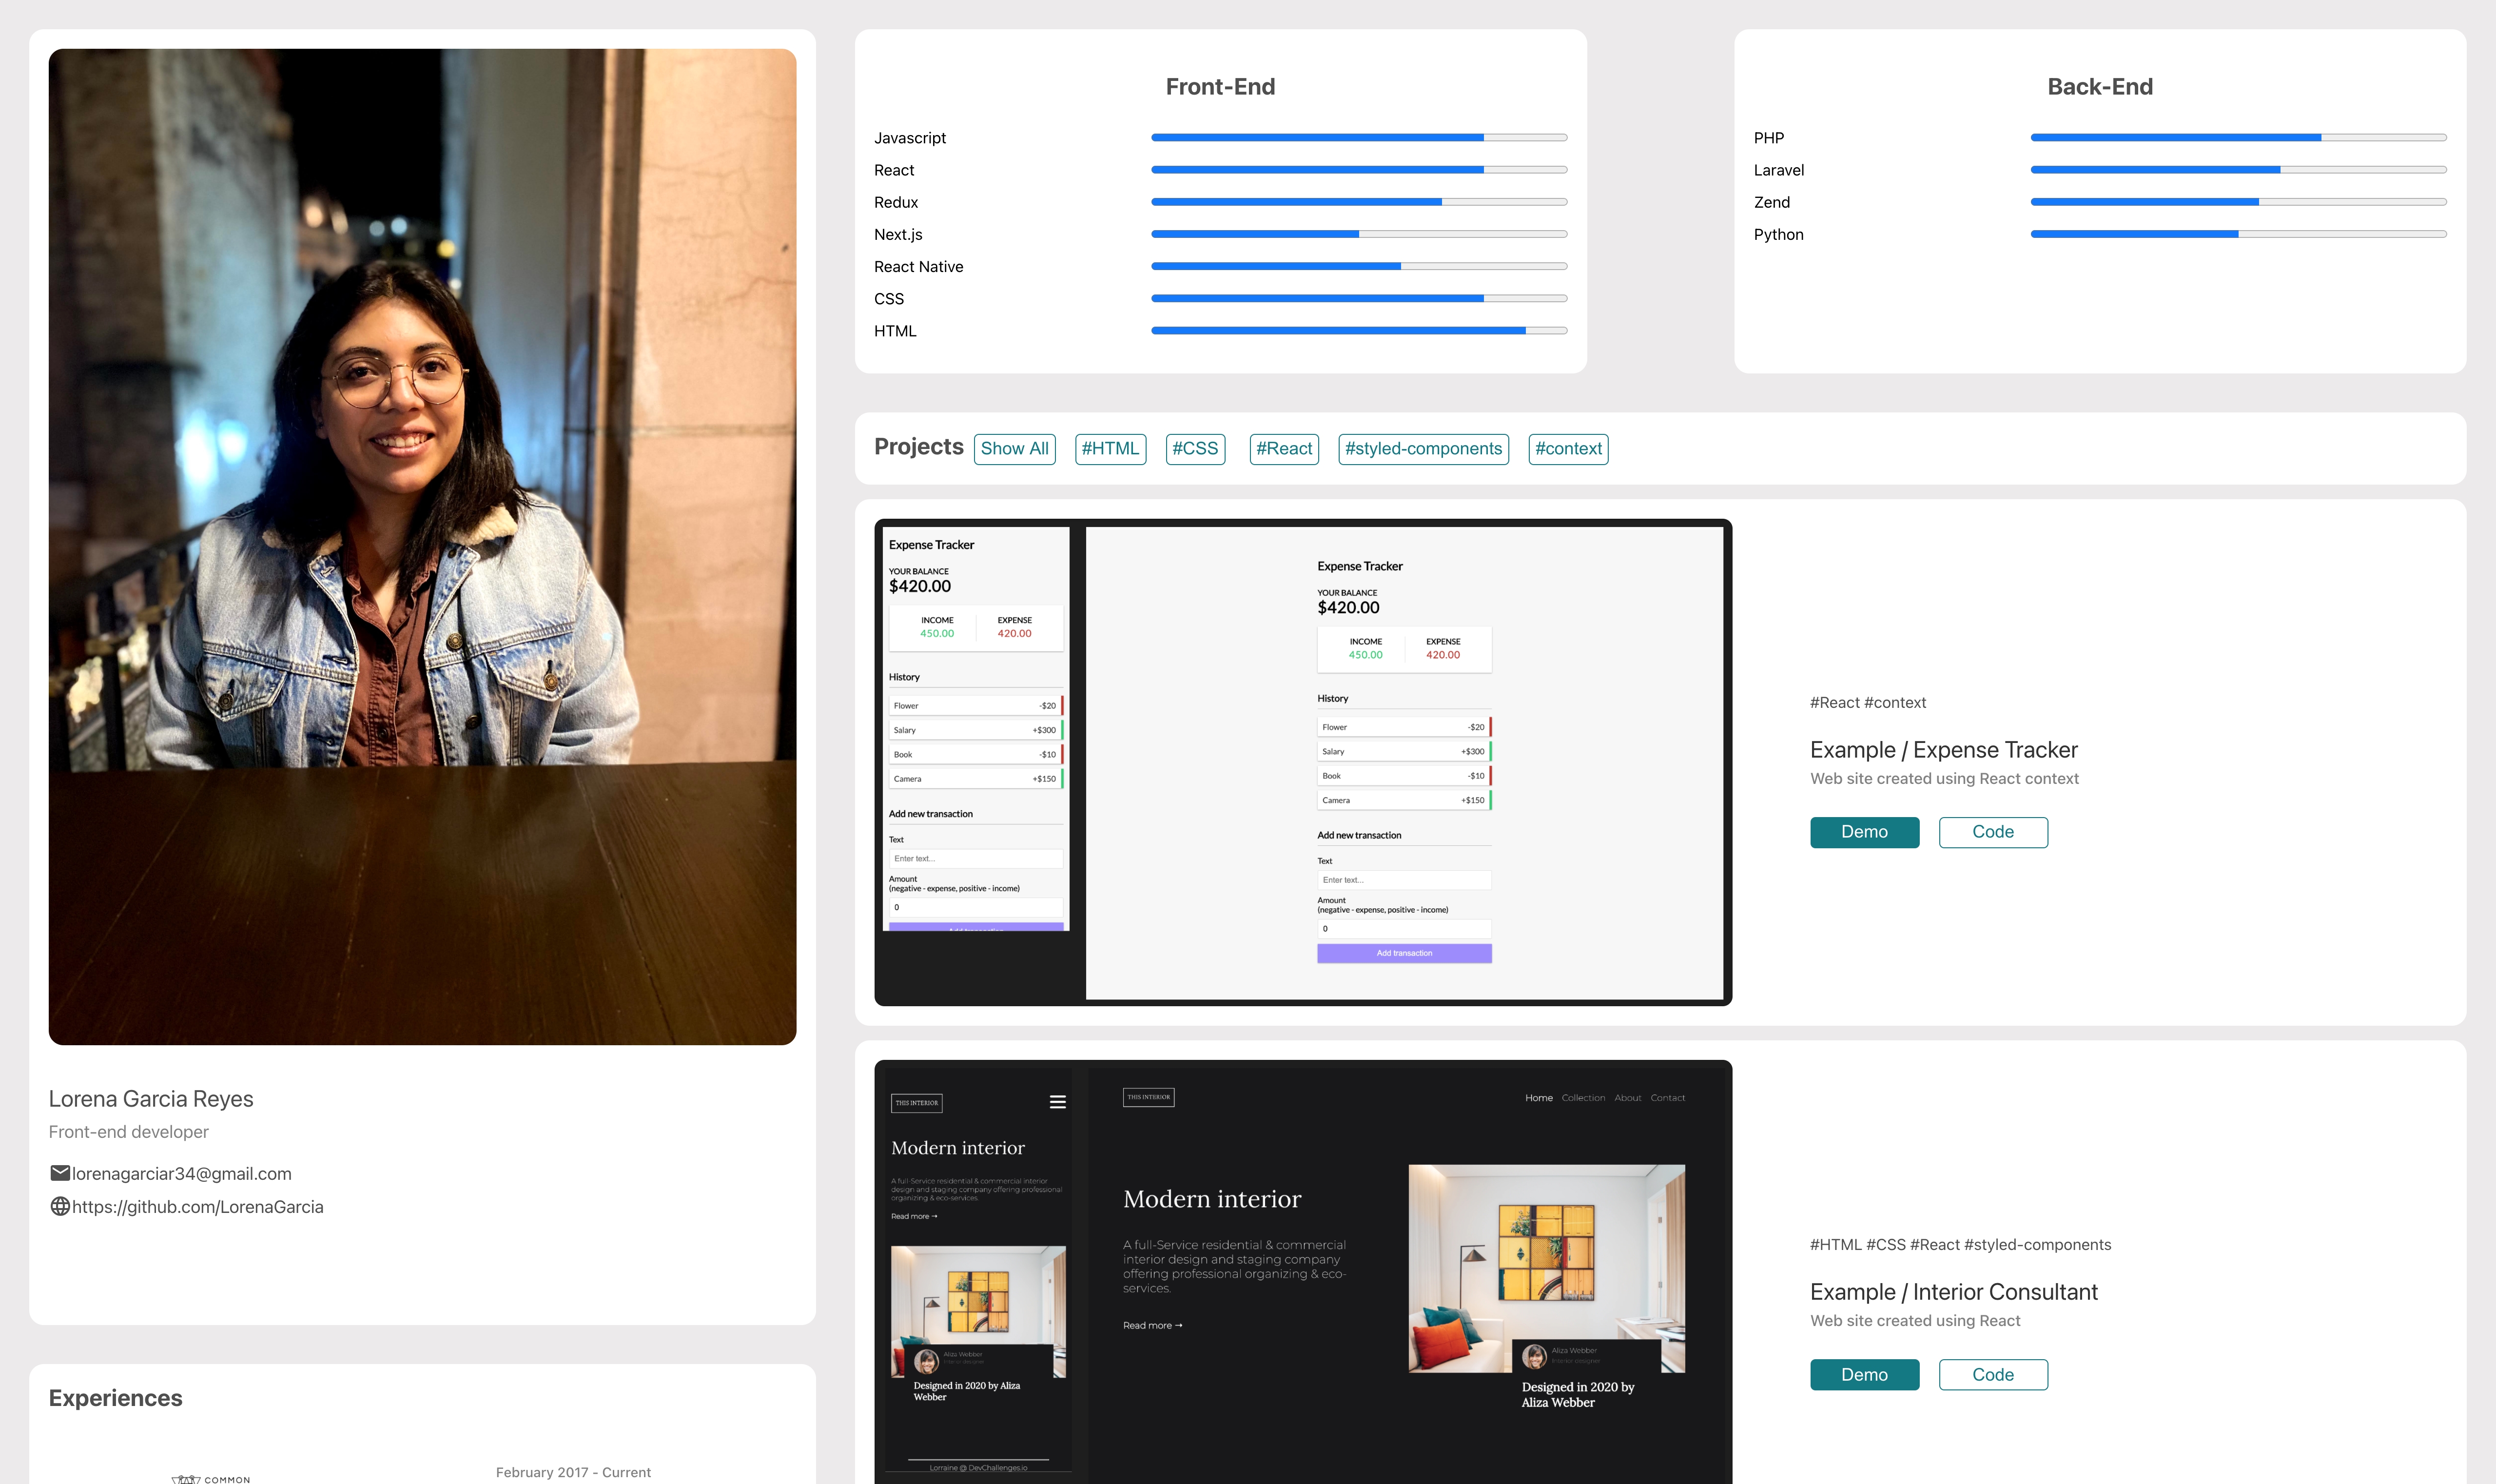 Lorena Garcia Reyes
Front-end developer
lorenagarciar34@gmail.com
https://github.com/LorenaGarcia
Experiences
COMMON
February 2017 - Current
Front-End
Javascript
React
Redux
Next.js
React Native
CSS
HTML
Back-End
PHP
Laravel
Zend
Python
Projects Show All #HTML #CSS #React #styled-components #context
Expense Tracker
YOUR BALANCE
$420.00
INCOME EXPENSE
450.00 420.00
History
Flower -$20
Salary +$300
Book -$10
Camera +$150
Add new transaction
Text
Enter text...
Amount
(negative - expense, positive - income)
0
Add transaction
Expense Tracker
YOUR BALANCE
$420.00
INCOME EXPENSE
450.00 420.00
History
Flower -$20
Salary +$300
Book -$10
Camera +$150
Add new transaction
Text
Enter text...
Amount
(negative - expense, positive - income)
0
Add transaction
#React #context
Example / Expense Tracker
Web site created using React context
Demo Code
THIS INTERIOR
Modern interior
A full-Service residential & commercial interior
design and staging company offering professional
organizing & eco-services.
Read more →
Aliza Webber
Interior designer
Designed in 2020 by Aliza
Webber
Lorraine @ DevChallenges.io
THIS INTERIOR
Home Collection About Contact
Modern interior
A full-Service residential & commercial
interior design and staging company
offering professional organizing & eco-
services.
Read more →
Aliza Webber
Interior designer
Designed in 2020 by
Aliza Webber
#HTML #CSS #React #styled-components
Example / Interior Consultant
Web site created using React
Demo Code